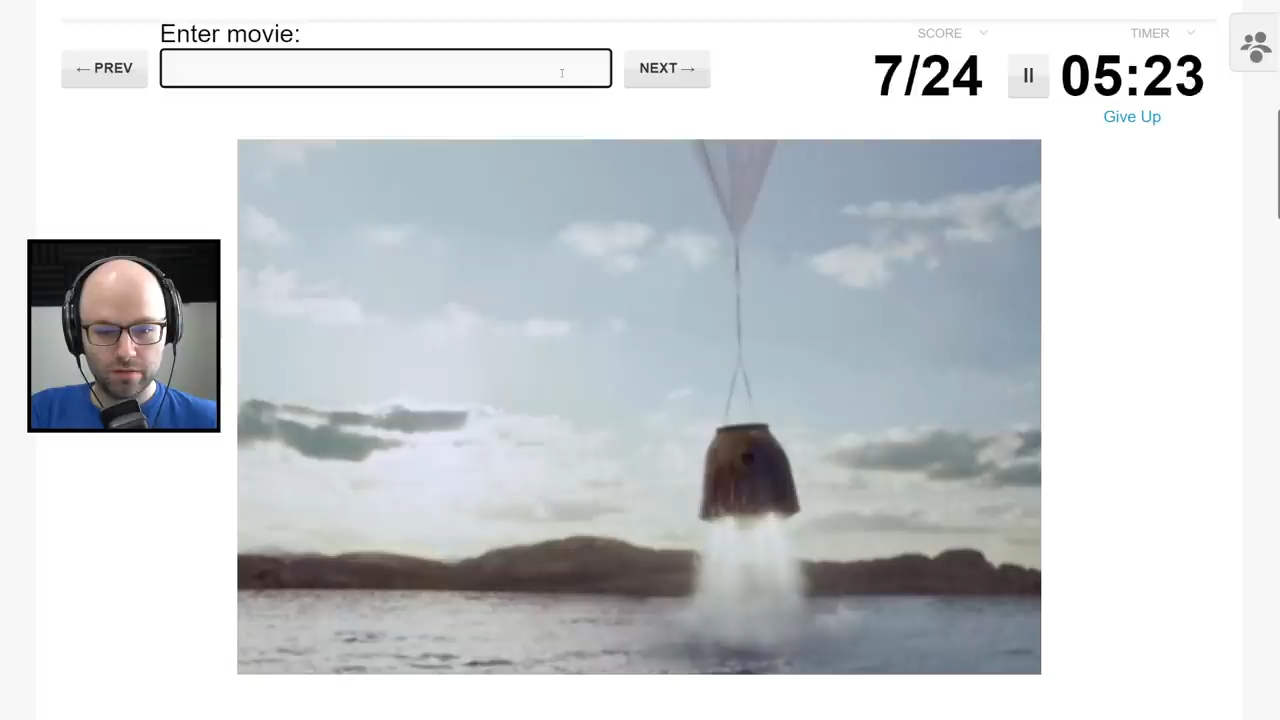 Enter movie:
← PREV
NEXT →
SCORE
7/24
TIMER
05:23
Give Up